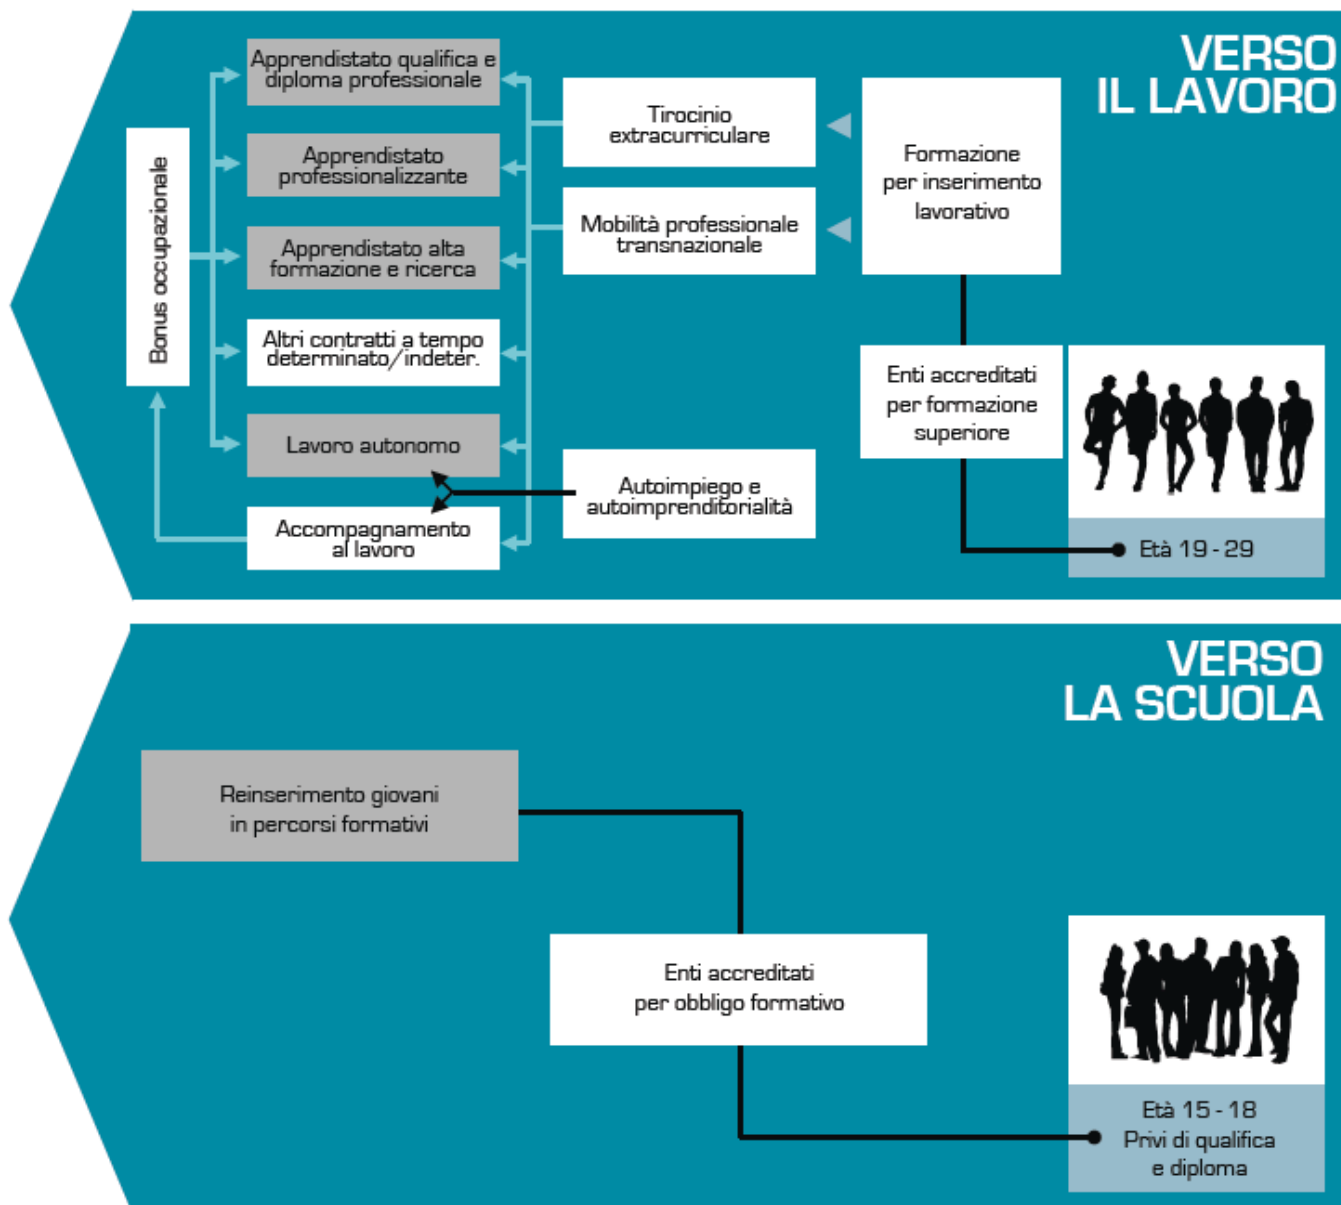 VERSO
IL LAVORO
Apprendistato qualifica e
diploma professionale
Apprendistato
professionalizzante
Apprendistato alta
formazione e ricerca
Altri contratti a tempo
determinato/indeter.
Lavoro autonomo
Accompagnamento
al lavoro
Bonus occupazionale
Tirocinio
extracurriculare
Mobilità professionale
transnazionale
Autoimpiego e
autoimprenditorialità
Formazione
per inserimento
lavorativo
Enti accreditati
per formazione
superiore
Età 19 - 29
VERSO
LA SCUOLA
Reinserimento giovani
in percorsi formativi
Enti accreditati
per obbligo formativo
Età 15 - 18
Privi di qualifica
e diploma